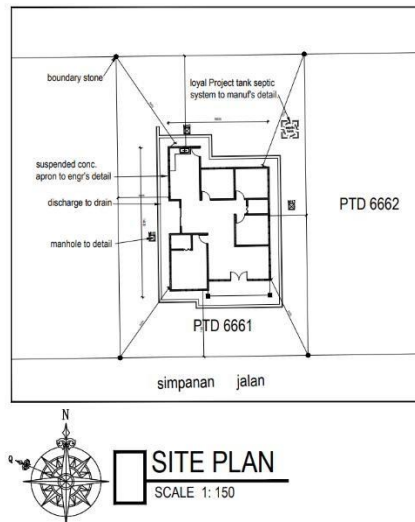 boundary stone
loyal Project tank septic
system to manuf's detail
suspended conc.
apron to engr's detail
discharge to drain
manhole to detail
PTD 6662
PTD 6661
simpanan jalan
N
Q
SITE PLAN
SCALE 1: 150